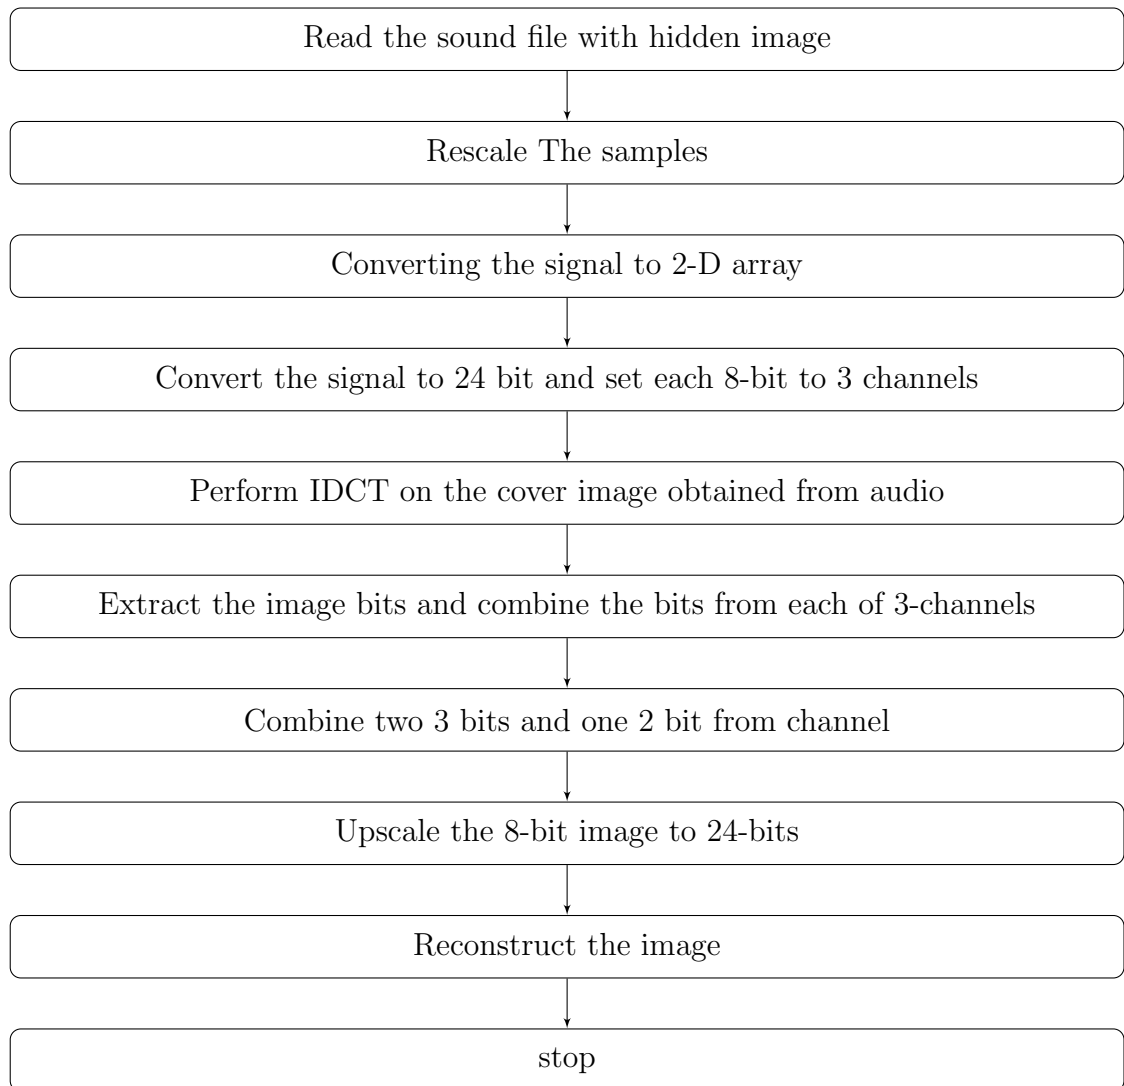 Read the sound file with hidden image
Rescale The samples
Converting the signal to 2-D array
Convert the signal to 24 bit and set each 8-bit to 3 channels
Perform IDCT on the cover image obtained from audio
Extract the image bits and combine the bits from each of 3-channels
Combine two 3 bits and one 2 bit from channel
Upscale the 8-bit image to 24-bits
Reconstruct the image
stop